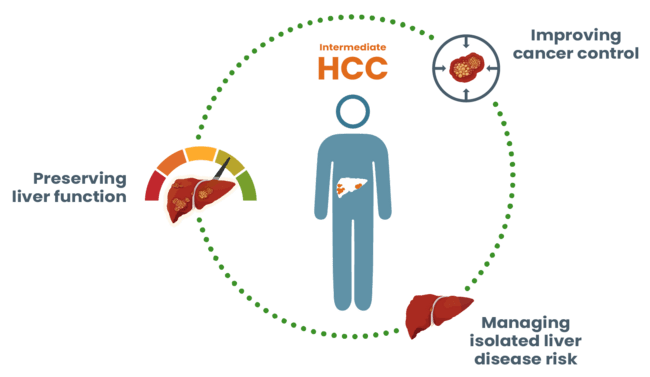 Intermediate
HCC
Improving
cancer control
Preserving
liver function
Managing
isolated liver
disease risk